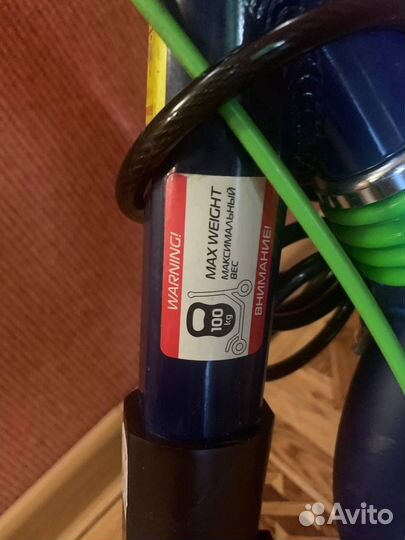 WARNING!
MAX WEIGHT
МАКСИМАЛЬНЫЙ
ВЕС
100
kg
ВНИМАНИЕ!
Avito